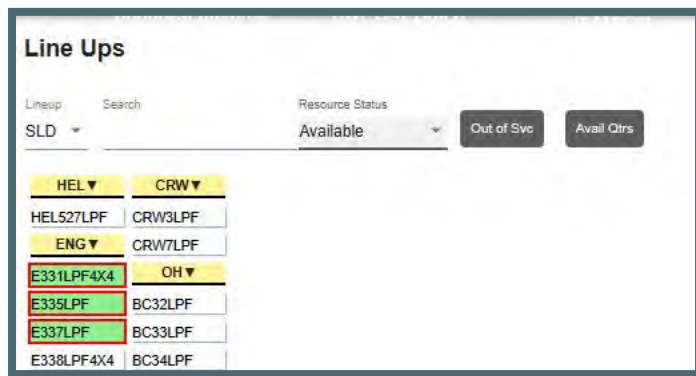 Line Ups
Lineup Search Resource Status
SLD Available Out of Svc Avail Qtrs
HEL▼ CRW▼
HEL527LPF CRW3LPF
ENG▼ CRW7LPF
E331LPF4X4 OH▼
E335LPF BC32LPF
E337LPF BC33LPF
E338LPF4X4 BC34LPF